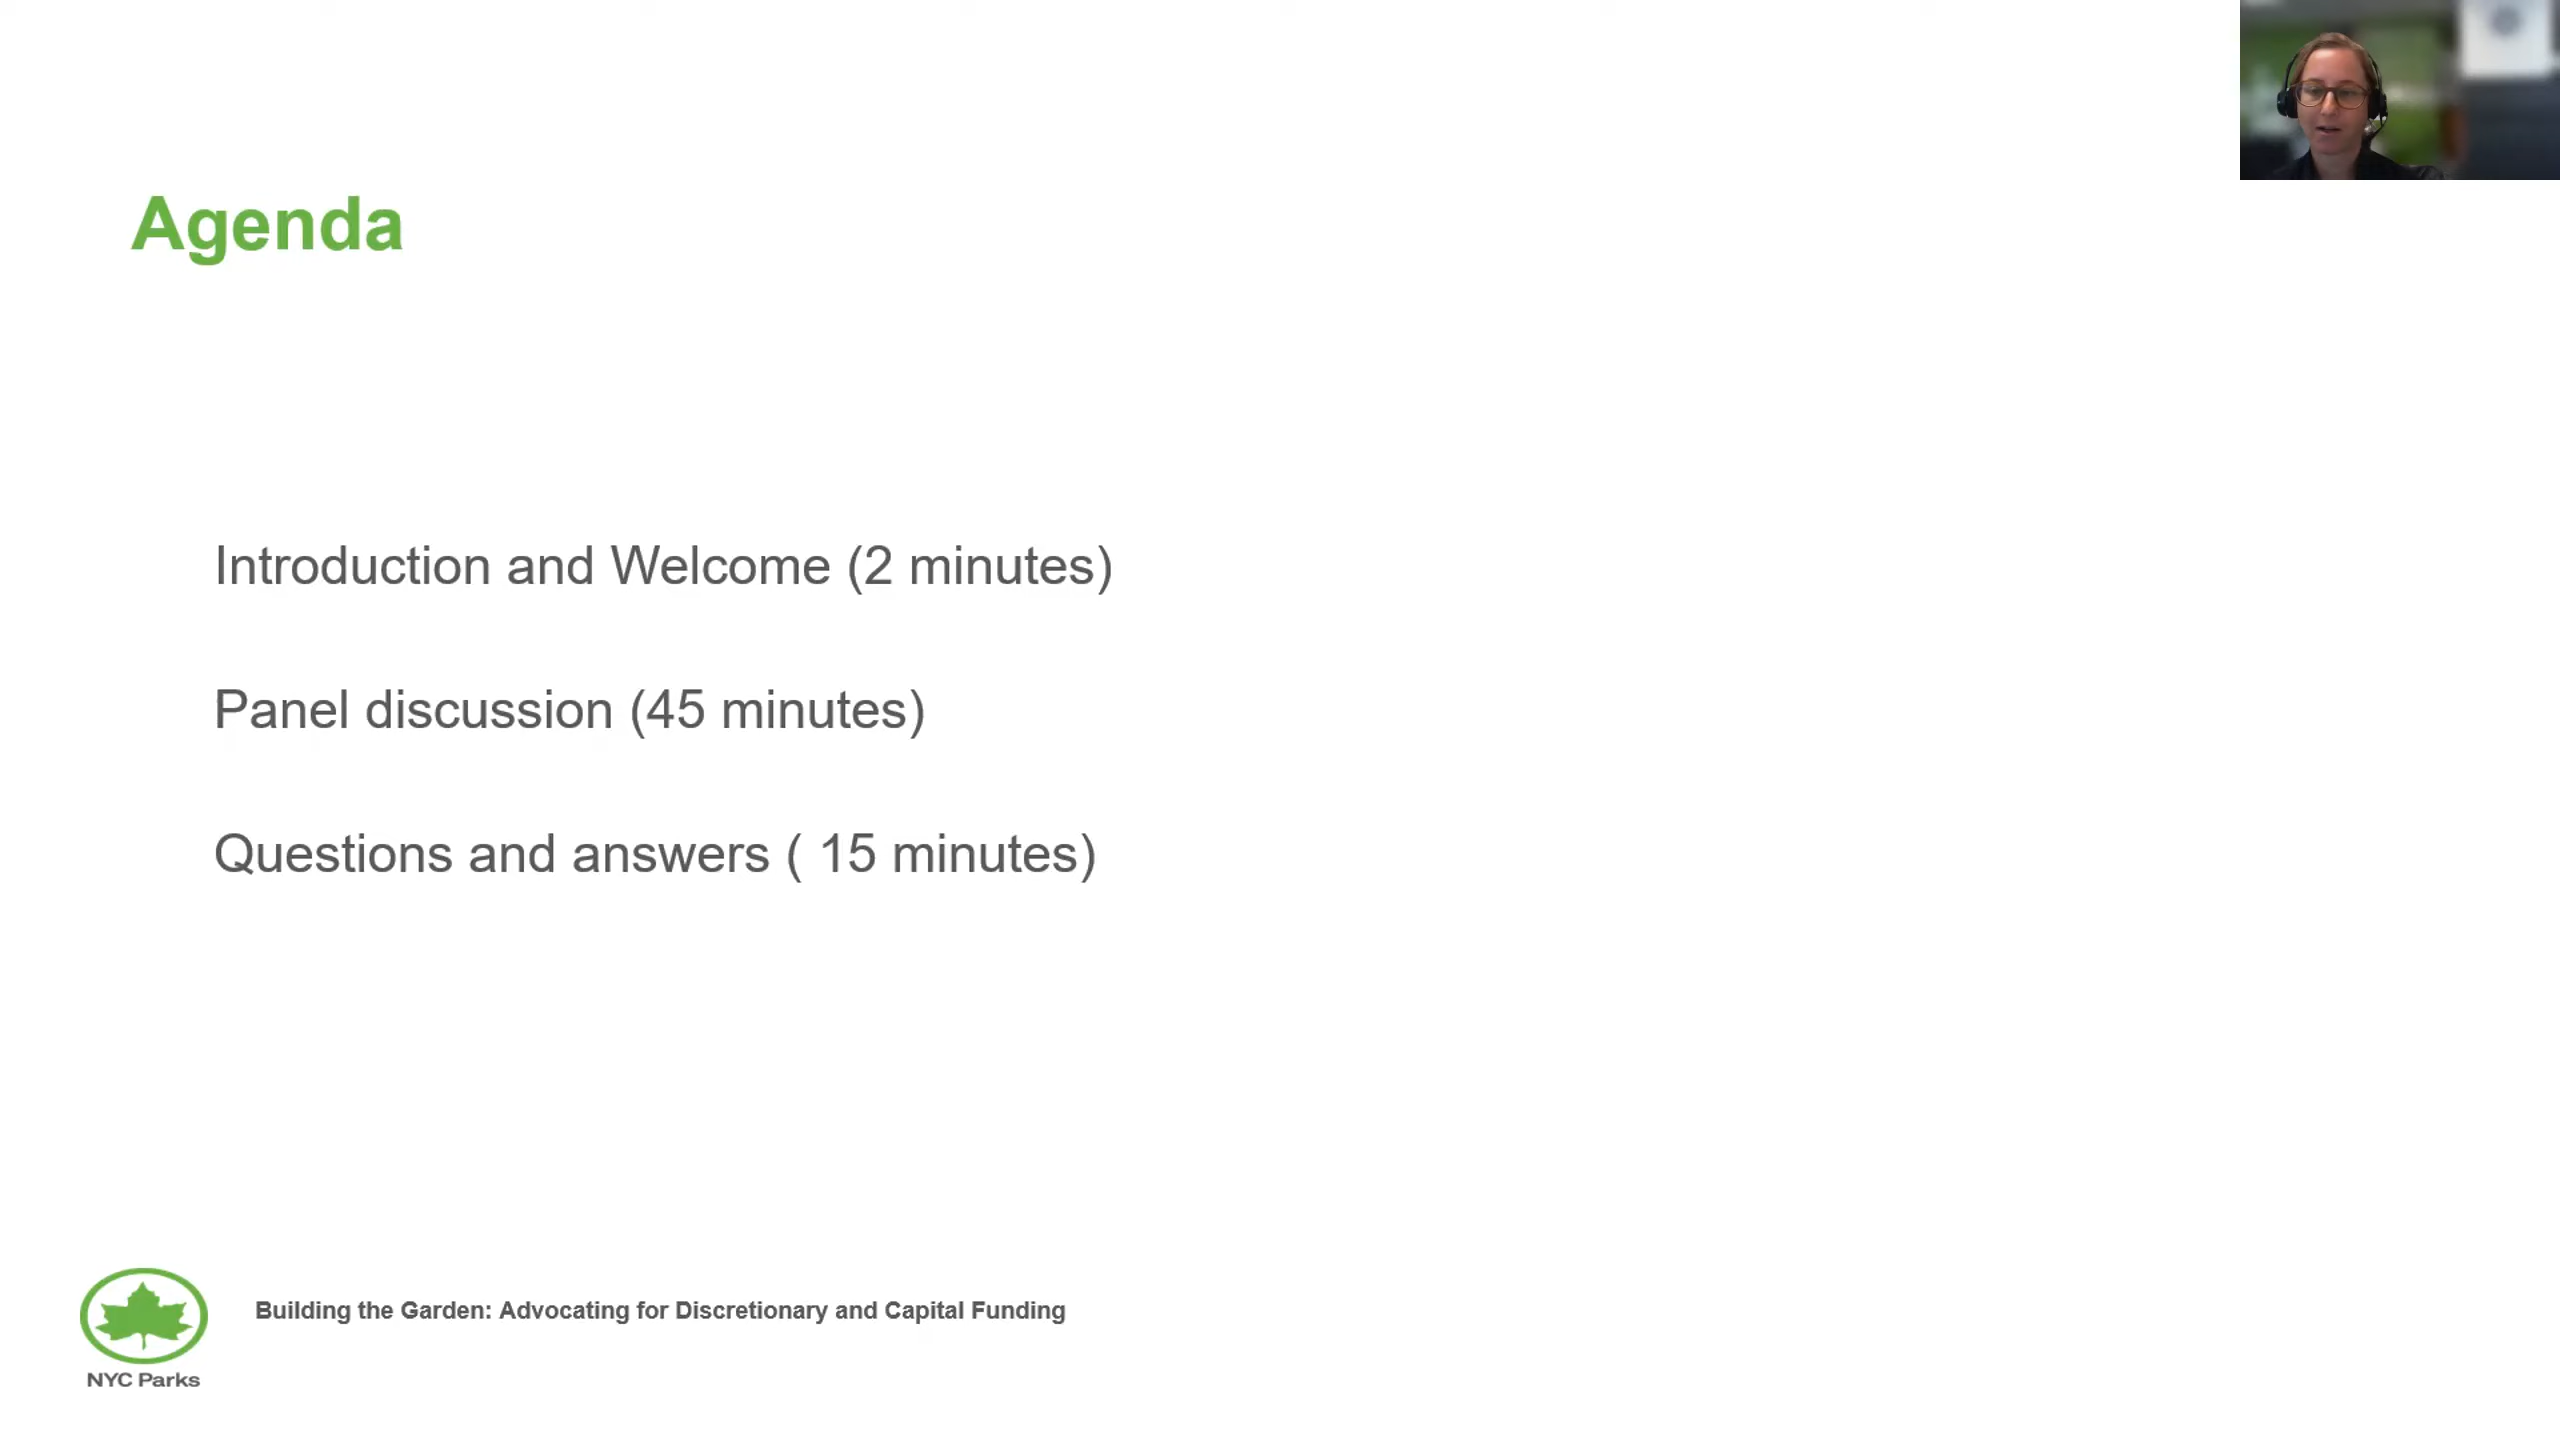 Agenda
Introduction and Welcome (2 minutes)
Panel discussion (45 minutes)
Questions and answers ( 15 minutes)
Building the Garden: Advocating for Discretionary and Capital Funding
NYC Parks